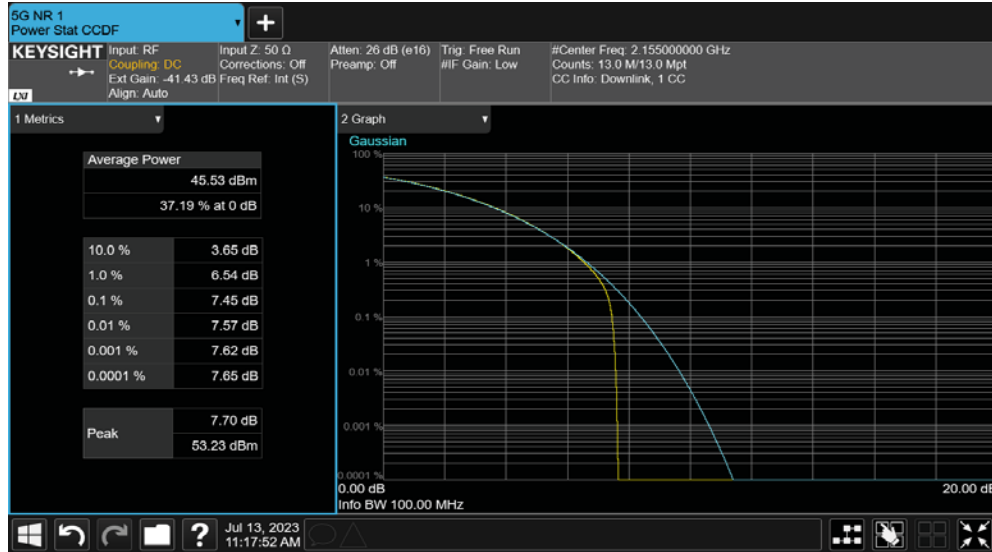 5G NR 1
Power Stat CCDF
KEYSIGHT
LXI
Input: RF
Coupling: DC
Ext Gain: -41.43 dB
Align: Auto
Input Z: 50 Ω
Corrections: Off
Freq Ref: Int (S)
Atten: 26 dB (e16)
Preamp: Off
Trig: Free Run
#IF Gain: Low
#Center Freq: 2.155000000 GHz
Counts: 13.0 M/13.0 Mpt
CC Info: Downlink, 1 CC
1 Metrics
Average Power
45.53 dBm
37.19 % at 0 dB
10.0 % 3.65 dB
1.0 % 6.54 dB
0.1 % 7.45 dB
0.01 % 7.57 dB
0.001 % 7.62 dB
0.0001 % 7.65 dB
Peak 7.70 dB
53.23 dBm
2 Graph
Gaussian
100 %
10 %
1 %
0.1 %
0.01 %
0.001 %
0.0001 %
0.00 dB 20.00 dB
Info BW 100.00 MHz
?
Jul 13, 2023
11:17:52 AM